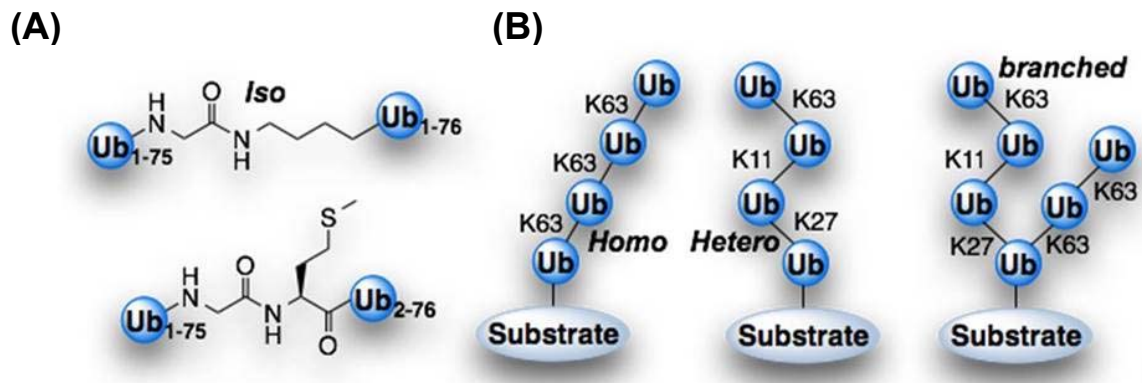 (A)
(B)
Iso
H
N
O
N
H
Ub1-75
Ub1-76
S
H
N
O
N
H
O
Ub1-75
Ub2-76
Ub
K63
Ub
K63
Ub
K63
Homo
Ub
Substrate
Ub
K63
Ub
K11
Ub
K27
Hetero
Ub
Substrate
branched
Ub
K63
Ub
K11
Ub
K27
Ub
K63
Ub
K63
Ub
Substrate